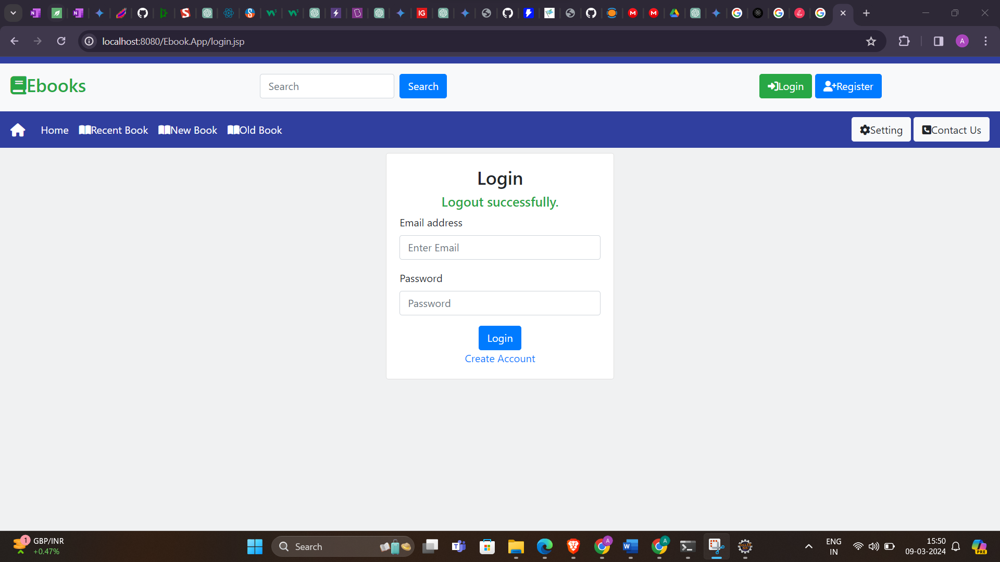 localhost:8080/Ebook.App/login.jsp
A
Ebooks
Search
Search
Login
Register
Home
Recent Book
New Book
Old Book
Setting
Contact Us
Login
Logout successfully.
Email address
Enter Email
Password
Password
Login
Create Account
1
GBP/INR
+0.47%
Search
ENG
IN
15:50
09-03-2024
PRE